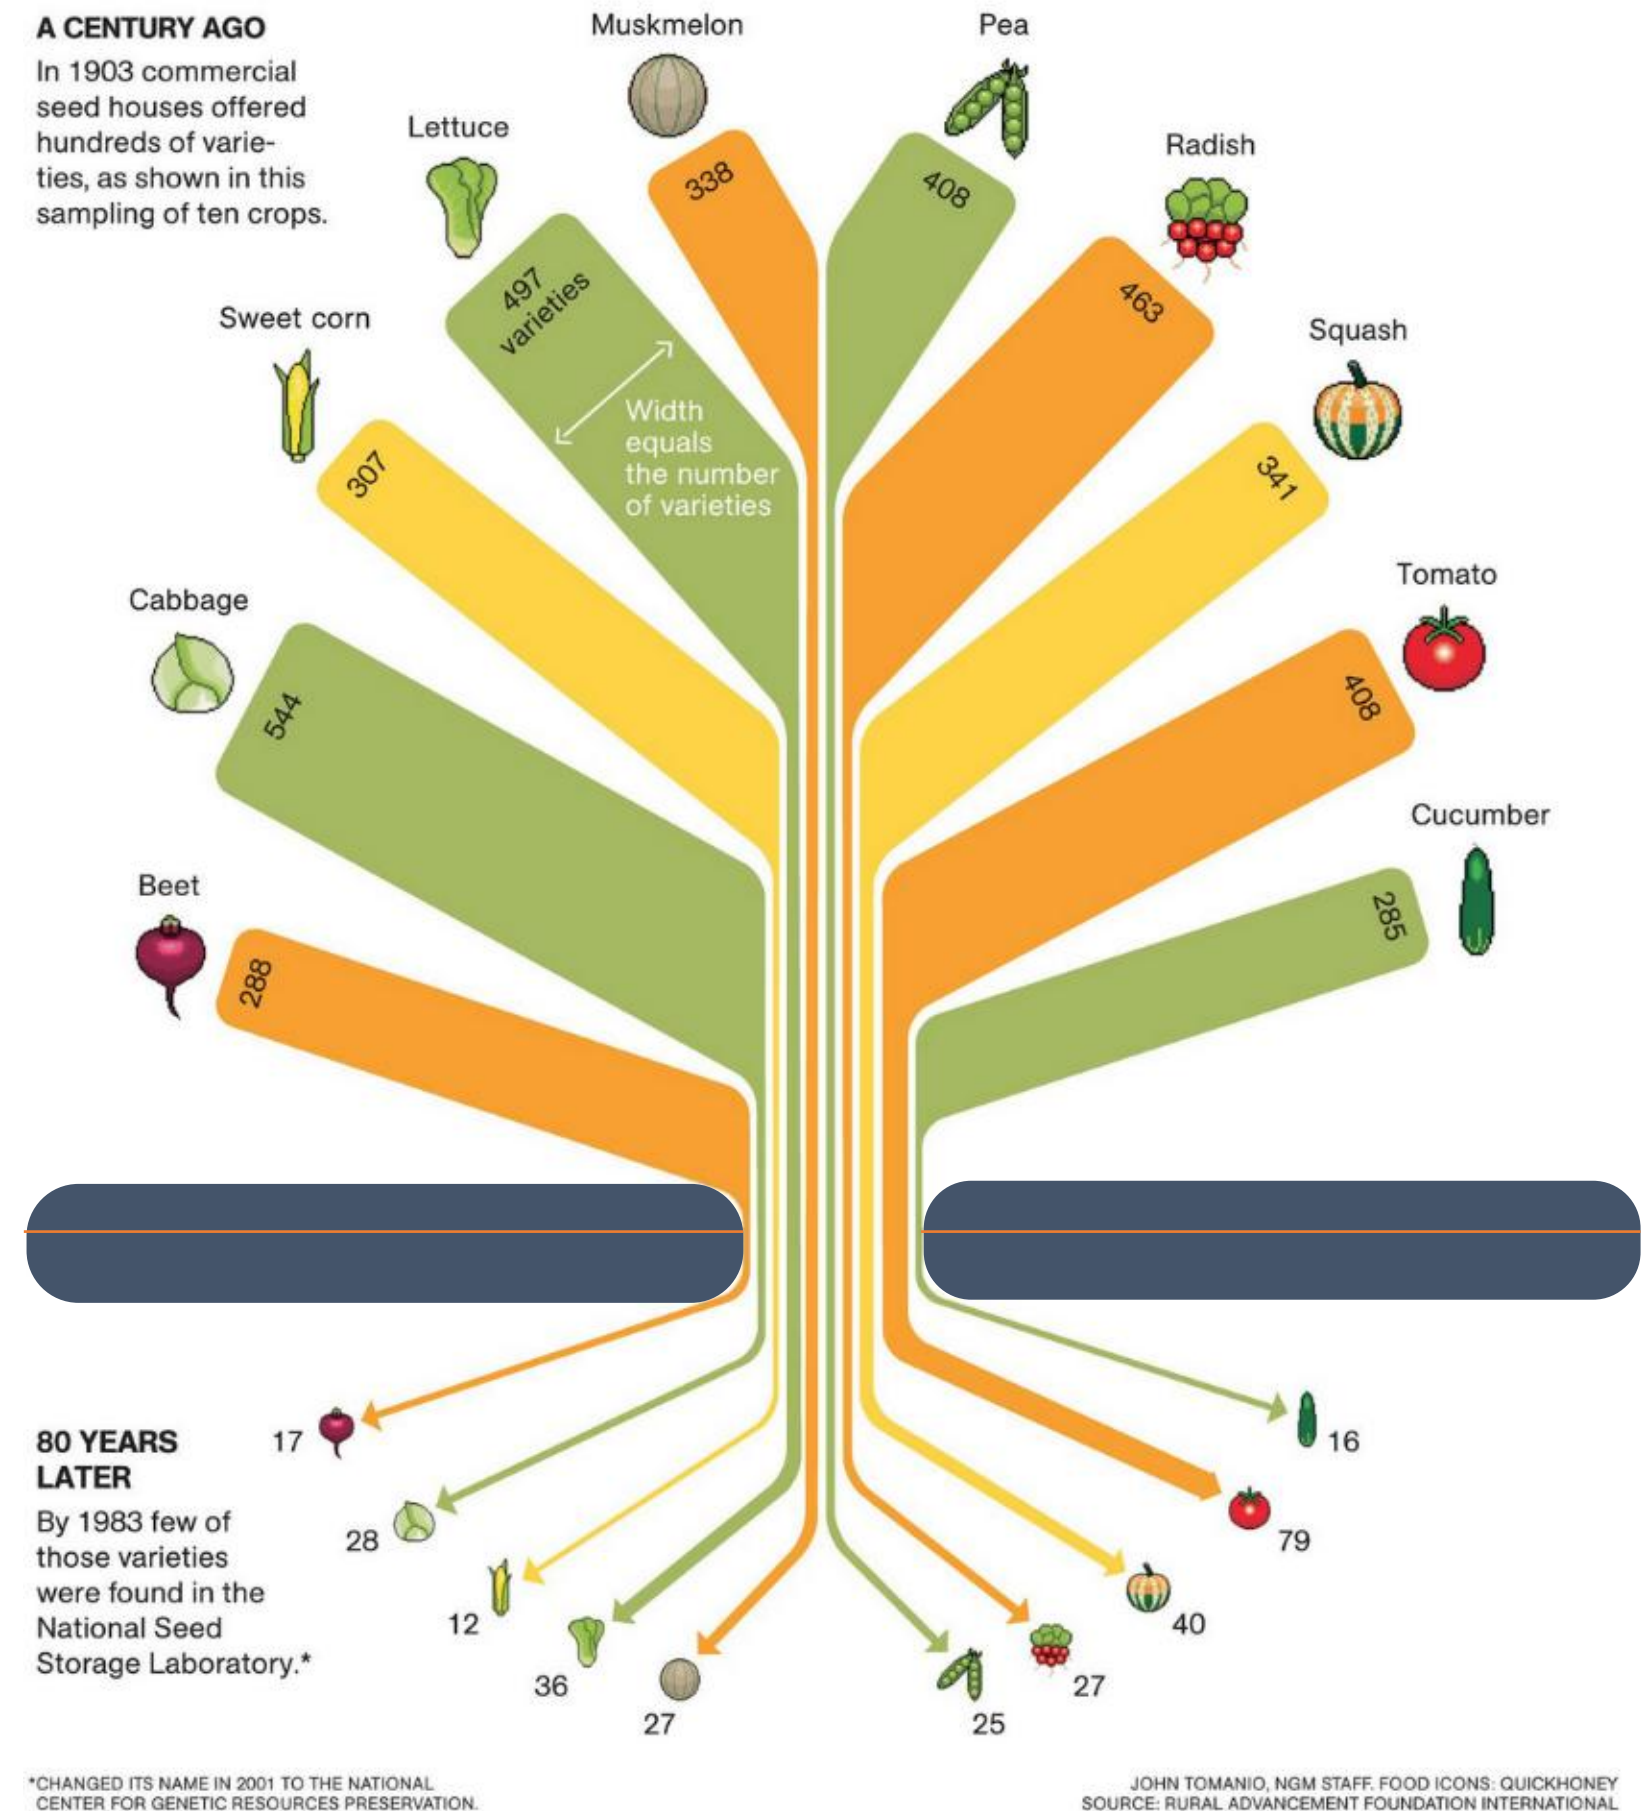 A CENTURY AGO
In 1903 commercial
seed houses offered
hundreds of varie-
ties, as shown in this
sampling of ten crops.
Muskmelon
Pea
Lettuce
Radish
338
408
497
varieties
463
Sweet corn
Squash
Width
equals
the number
of varieties
307
341
Cabbage
Tomato
544
408
Cucumber
Beet
285
288
80 YEARS
LATER
By 1983 few of
those varieties
were found in the
National Seed
Storage Laboratory.*
17
16
28
79
12
40
36
27
27
25
*CHANGED ITS NAME IN 2001 TO THE NATIONAL
CENTER FOR GENETIC RESOURCES PRESERVATION.
JOHN TOMANIO, NGM STAFF. FOOD ICONS: QUICKHONEY
SOURCE: RURAL ADVANCEMENT FOUNDATION INTERNATIONAL